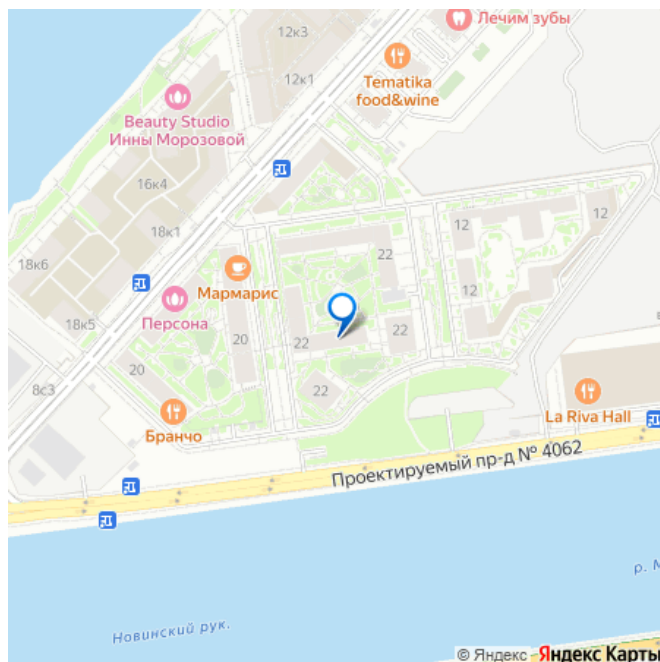 Лечим зубы
12к3
12к1
Tematika
food&wine
Beauty Studio
Инны Морозовой
16к4
18к1
18к6
18к5
12
12
12
22
22
22
22
Мармарис
Персона
20
20
8с3
Бранчо
La Riva Hall
Проектируемый пр-д № 4062
р. М
Новинский рук.
© Яндекс Яндекс Карты